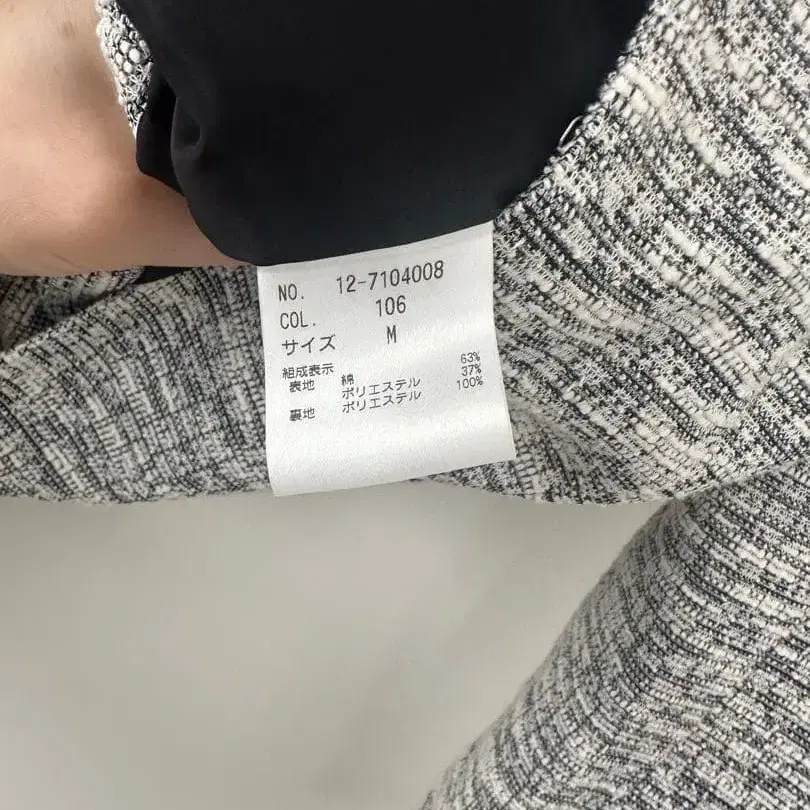 NO. 12-7104008
COL. 106
サイズ M
組成表示
表地 綿 63%
ポリエステル 37%
裏地 ポリエステル 100%